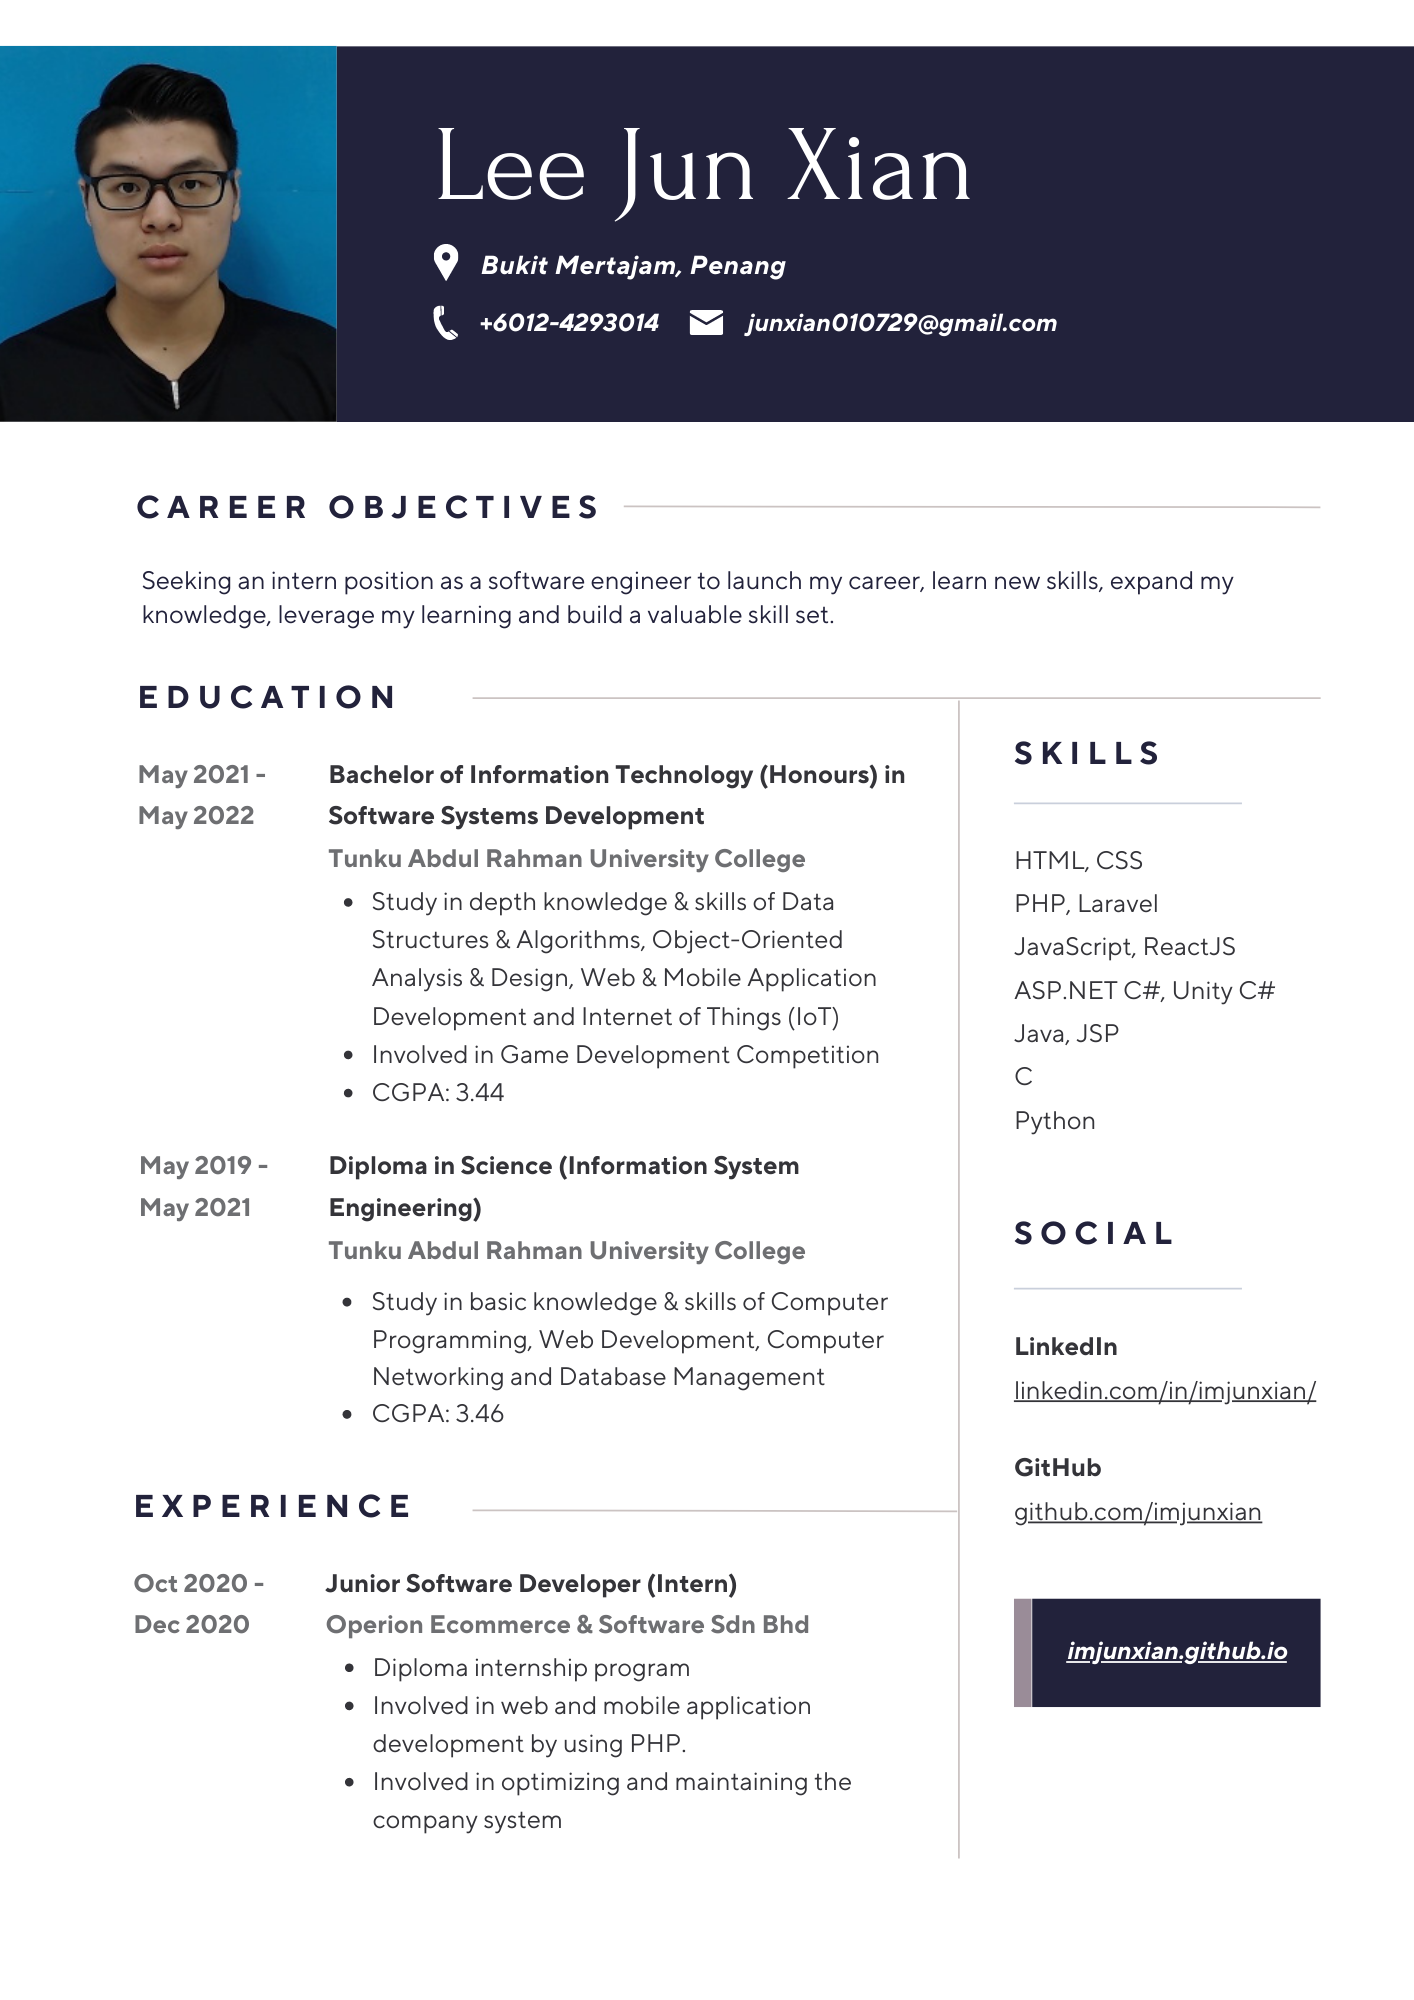 Lee Jun Xian
Bukit Mertajam, Penang
+6012-4293014 junxian010729@gmail.com
CAREER OBJECTIVES
Seeking an intern position as a software engineer to launch my career, learn new skills, expand my
knowledge, leverage my learning and build a valuable skill set.
EDUCATION
May 2021 -
May 2022
Bachelor of Information Technology (Honours) in
Software Systems Development
Tunku Abdul Rahman University College
• Study in depth knowledge & skills of Data
Structures & Algorithms, Object-Oriented
Analysis & Design, Web & Mobile Application
Development and Internet of Things (IoT)
• Involved in Game Development Competition
• CGPA: 3.44
May 2019 -
May 2021
Diploma in Science (Information System
Engineering)
Tunku Abdul Rahman University College
• Study in basic knowledge & skills of Computer
Programming, Web Development, Computer
Networking and Database Management
• CGPA: 3.46
EXPERIENCE
Oct 2020 -
Dec 2020
Junior Software Developer (Intern)
Operion Ecommerce & Software Sdn Bhd
• Diploma internship program
• Involved in web and mobile application
development by using PHP.
• Involved in optimizing and maintaining the
company system
SKILLS
HTML, CSS
PHP, Laravel
JavaScript, ReactJS
ASP.NET C#, Unity C#
Java, JSP
C
Python
SOCIAL
LinkedIn
linkedin.com/in/imjunxian/
GitHub
github.com/imjunxian
imjunxian.github.io